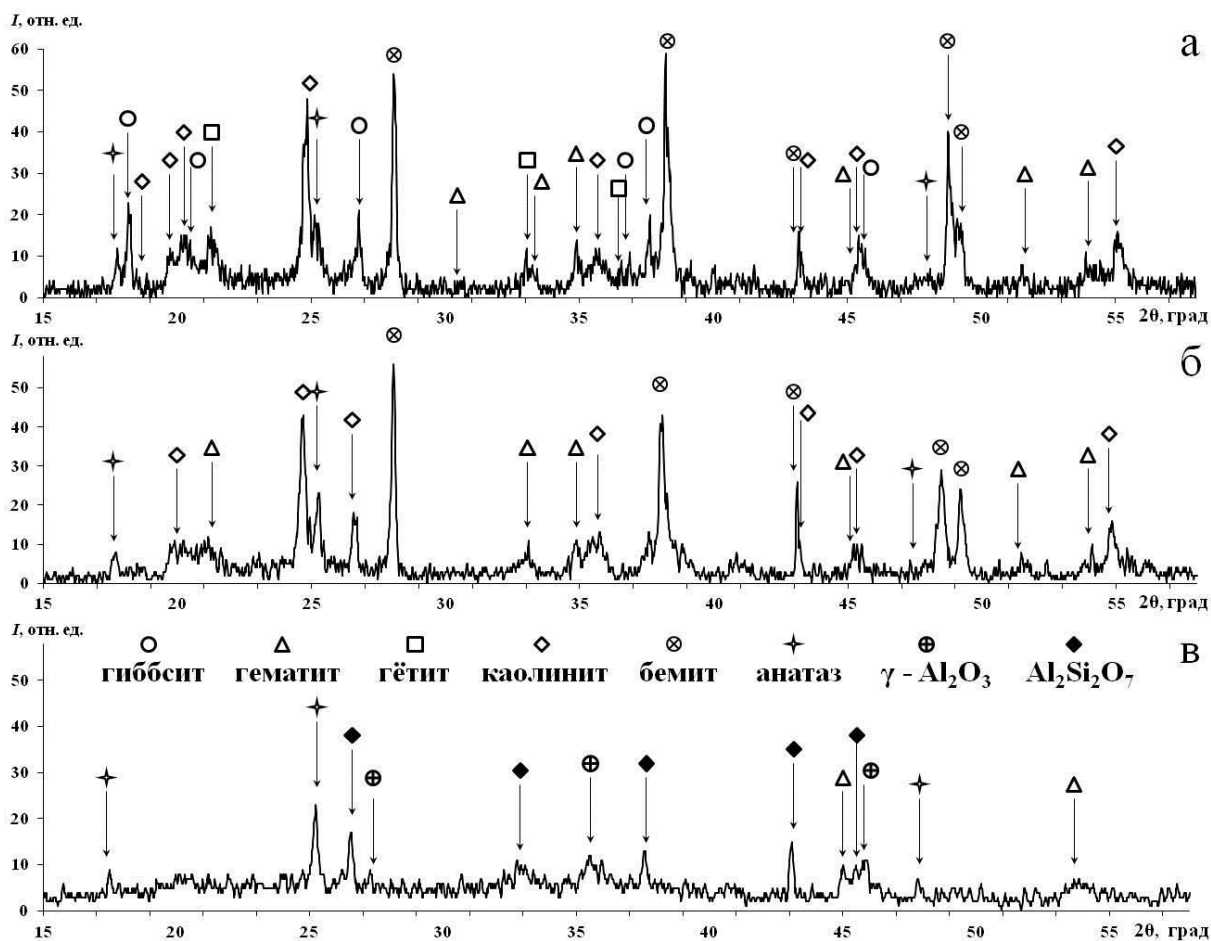 I, отн. ед.
а
60
50
40
30
20
10
0
15 20 25 30 35 40 45 50 55 2θ, град
I, отн. ед.
б
50
40
30
20
10
0
15 20 25 30 35 40 45 50 55 2θ, град
I, отн. ед.
в
гиббсит гематит гётит каолинит бемит анатаз γ - Al₂O₃ Al₂Si₂O₇
50
40
30
20
10
0
15 20 25 30 35 40 45 50 55 2θ, град